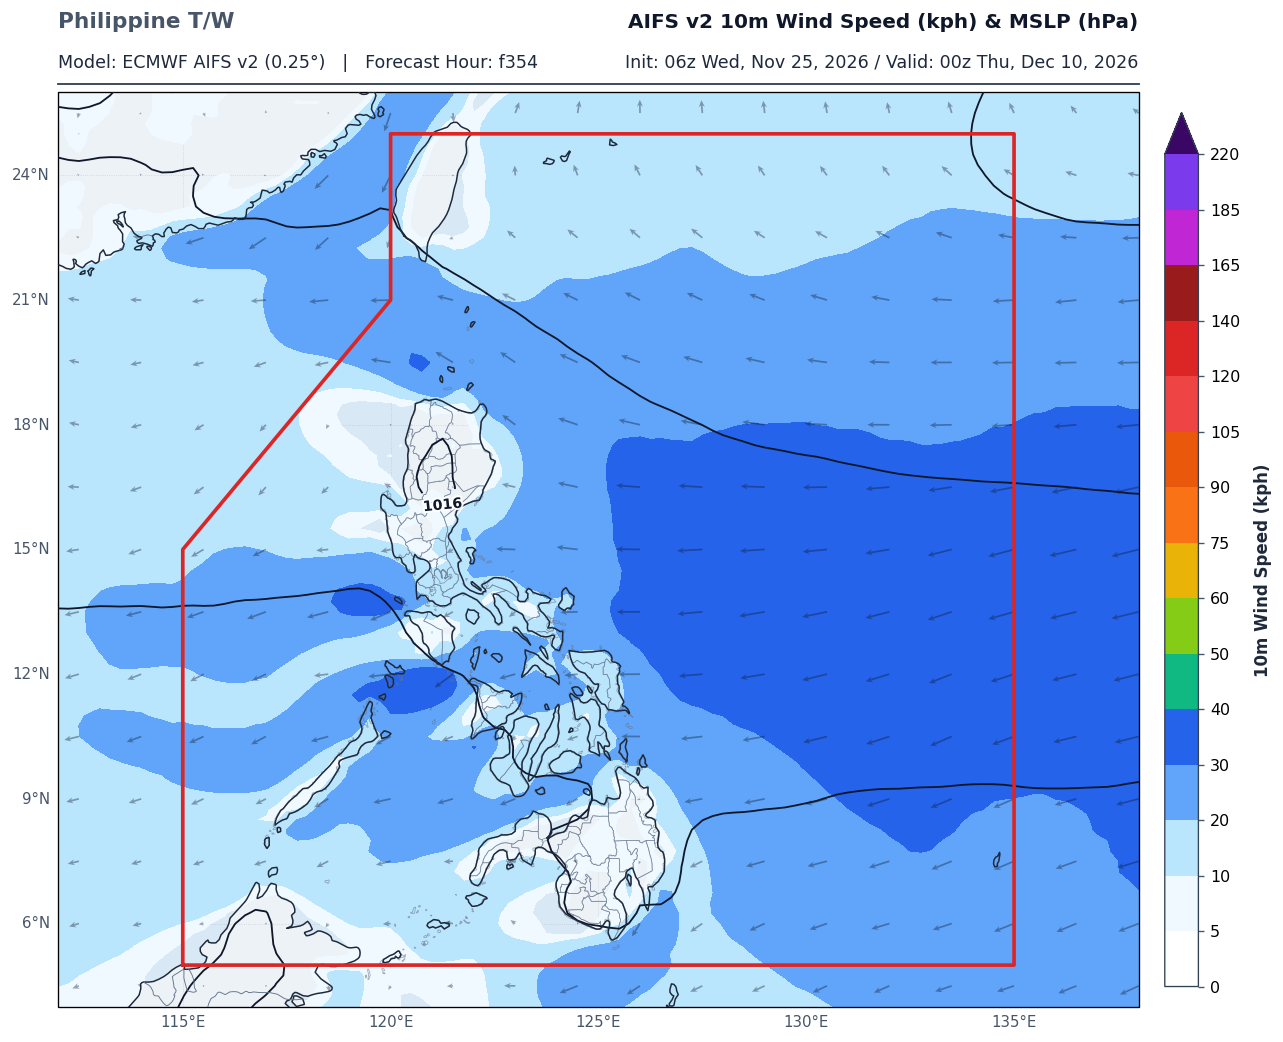 Philippine T/W
AIFS v2 10m Wind Speed (kph) & MSLP (hPa)
Model: ECMWF AIFS v2 (0.25°)   |   Forecast Hour: f354
Init: 06z Wed, Nov 25, 2026 / Valid: 00z Thu, Dec 10, 2026
24°N
21°N
18°N
15°N
12°N
9°N
6°N
1016
115°E
120°E
125°E
130°E
135°E
220
185
165
140
120
105
90
75
60
50
40
30
20
10
5
0
10m Wind Speed (kph)